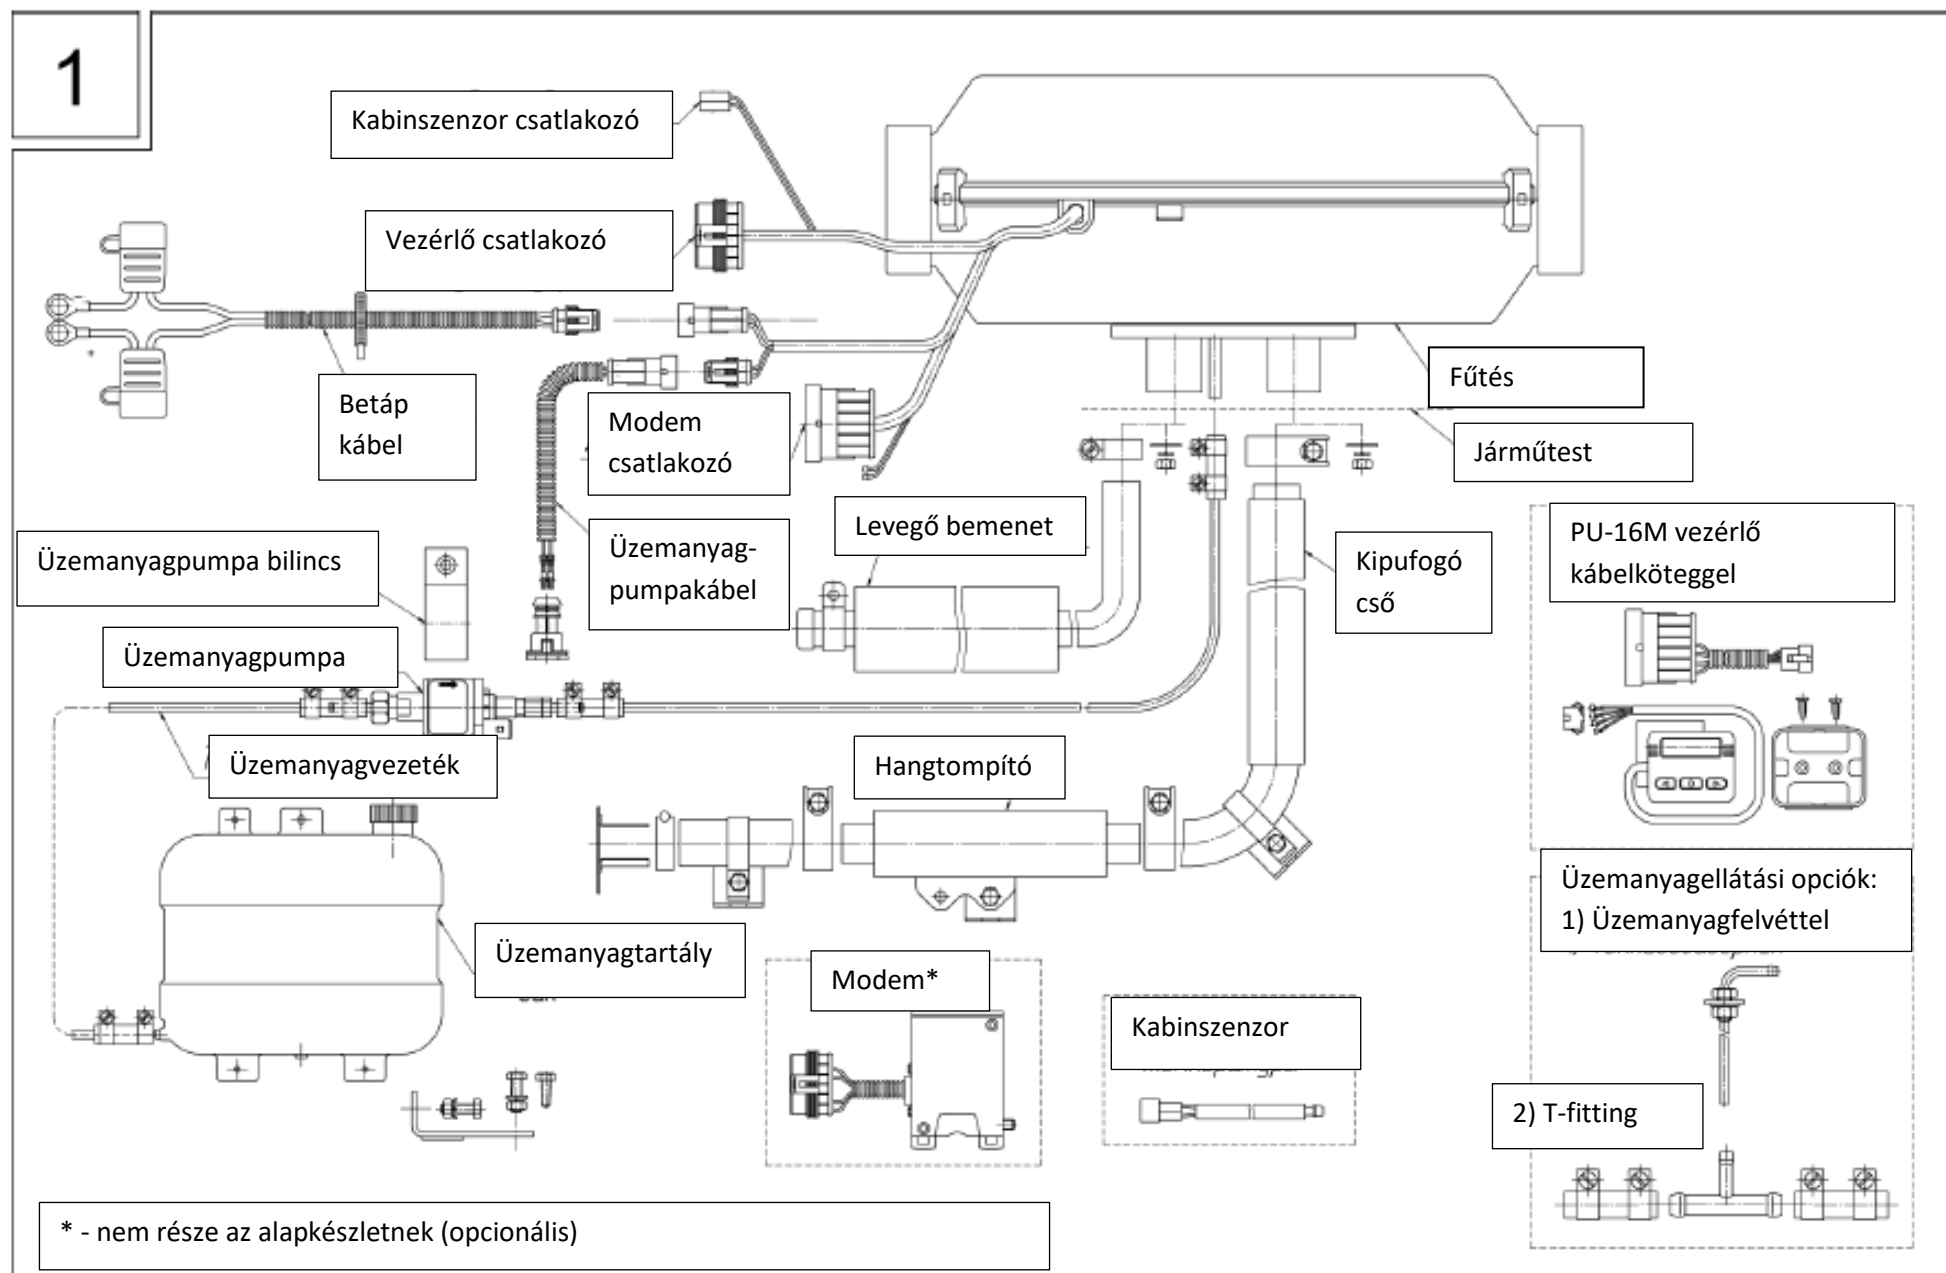 1
Kabinszenzor csatlakozó
Vezérlő csatlakozó
Betáp
kábel
Modem
csatlakozó
Fűtés
Járműtest
Üzemanyagpumpa bilincs
Üzemanyag-
pumpakábel
Levegő bemenet
Kipufogó
cső
PU-16M vezérlő
kábelköteggel
Üzemanyagpumpa
Üzemanyagvezeték
Hangtompító
Üzemanyagtartály
Modem*
Kabinszenzor
Üzemanyagellátási opciók:
1) Üzemanyagfelvéttel
2) T-fitting
* - nem része az alapkészletnek (opcionális)